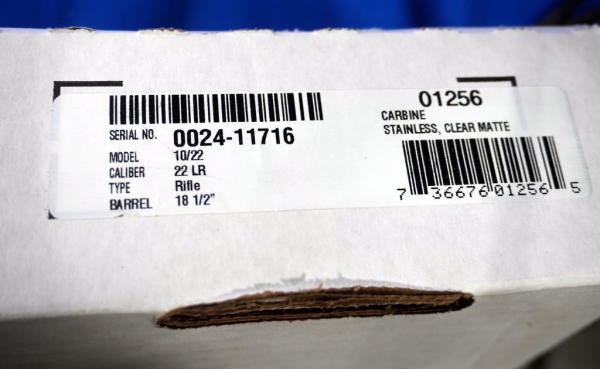 SERIAL NO. 0024-11716
MODEL 10/22
CALIBER 22 LR
TYPE Rifle
BARREL 18 1/2"
01256
CARBINE
STAINLESS, CLEAR MATTE
7 36676 01256 5